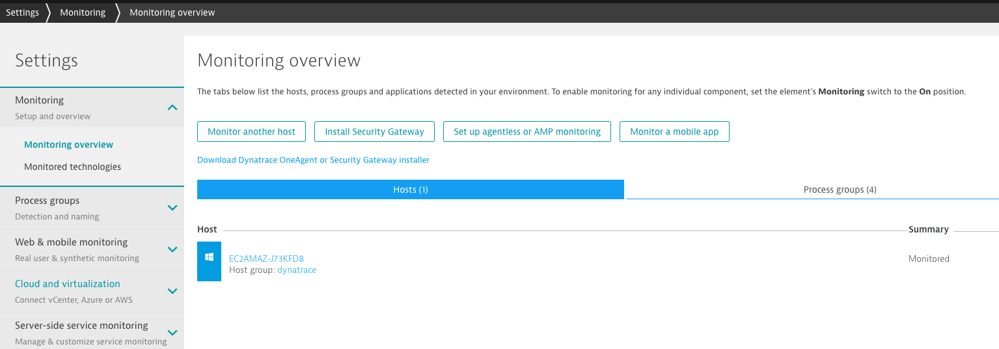 Settings
Monitoring
Monitoring overview
Settings
Monitoring
Setup and overview
Monitoring overview
Monitored technologies
Process groups
Detection and naming
Web & mobile monitoring
Real user & synthetic monitoring
Cloud and virtualization
Connect vCenter, Azure or AWS
Server-side service monitoring
Manage & customize service monitoring
Monitoring overview
The tabs below list the hosts, process groups and applications detected in your environment. To enable monitoring for any individual component, set the element's Monitoring switch to the On position.
Monitor another host
Install Security Gateway
Set up agentless or AMP monitoring
Monitor a mobile app
Download Dynatrace OneAgent or Security Gateway installer
Hosts (1)
Process groups (4)
Host
Summary
EC2AMAZ-J73KFD8
Host group: dynatrace
Monitored